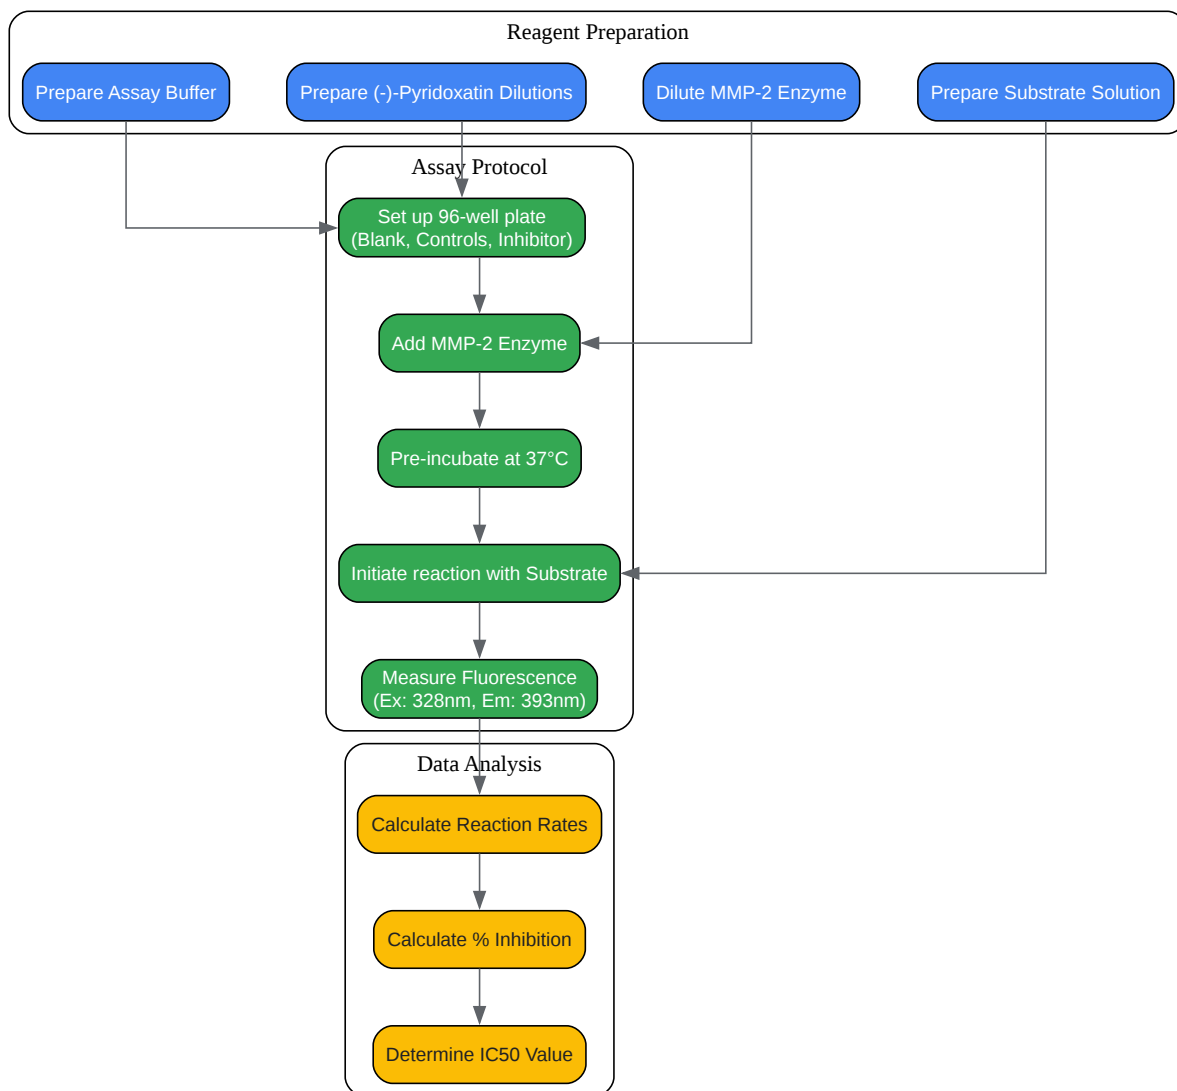 Reagent Preparation
Prepare Assay Buffer
Prepare (-)-Pyridoxatin Dilutions
Dilute MMP-2 Enzyme
Prepare Substrate Solution
Assay Protocol
Set up 96-well plate
(Blank, Controls, Inhibitor)
Add MMP-2 Enzyme
Pre-incubate at 37°C
Initiate reaction with Substrate
Measure Fluorescence
(Ex: 328nm, Em: 393nm)
Data Analysis
Calculate Reaction Rates
Calculate % Inhibition
Determine IC50 Value